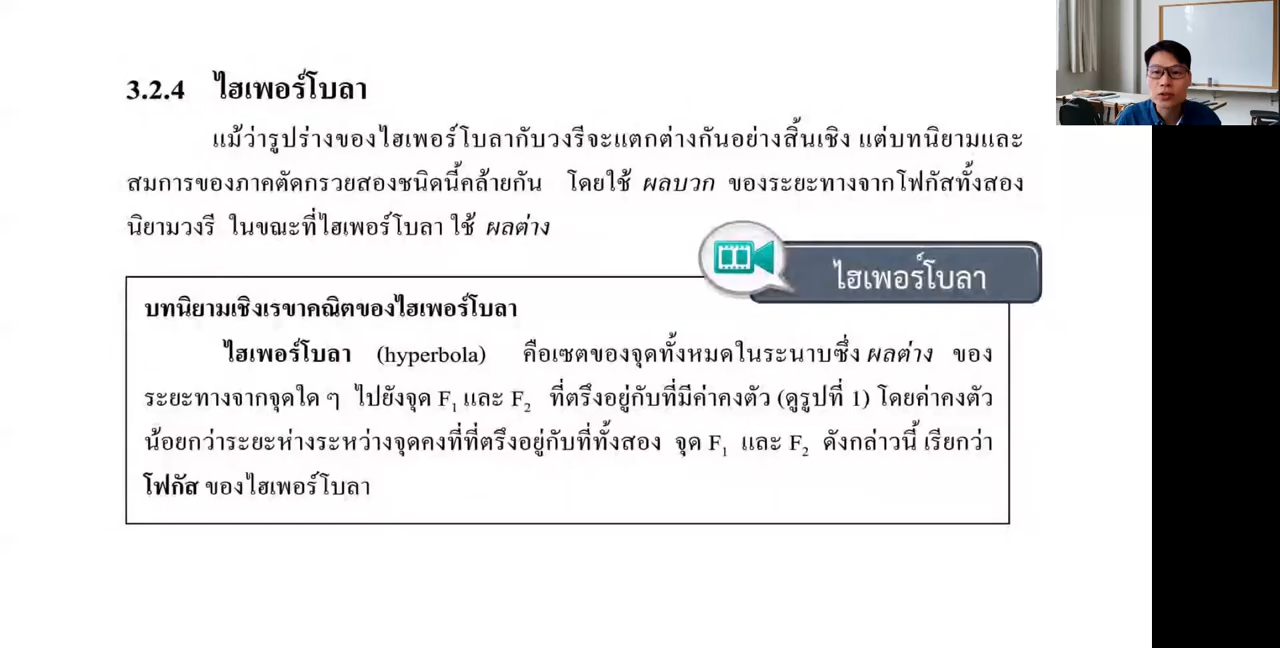 3.2.4 ไฮเพอร์โบลา
แม้ว่ารูปร่างของไฮเพอร์โบลากับวงรีจะแตกต่างกันอย่างสิ้นเชิง แต่บทนิยามและ
สมการของภาคตัดกรวยสองชนิดนี้คล้ายกัน โดยใช้ ผลบวก ของระยะทางจากโฟกัสทั้งสอง
นิยามวงรี ในขณะที่ไฮเพอร์โบลา ใช้ ผลต่าง
ไฮเพอร์โบลา
บทนิยามเชิงเรขาคณิตของไฮเพอร์โบลา
ไฮเพอร์โบลา (hyperbola) คือเซตของจุดทั้งหมดในระนาบซึ่ง ผลต่าง ของ
ระยะทางจากจุดใด ๆ ไปยังจุด F₁ และ F₂ ที่ตรึงอยู่กับที่มีค่าคงตัว (ดูรูปที่ 1) โดยค่าคงตัว
น้อยกว่าระยะห่างระหว่างจุดคงที่ที่ตรึงอยู่กับที่ทั้งสอง จุด F₁ และ F₂ ดังกล่าวนี้ เรียกว่า
โฟกัส ของไฮเพอร์โบลา